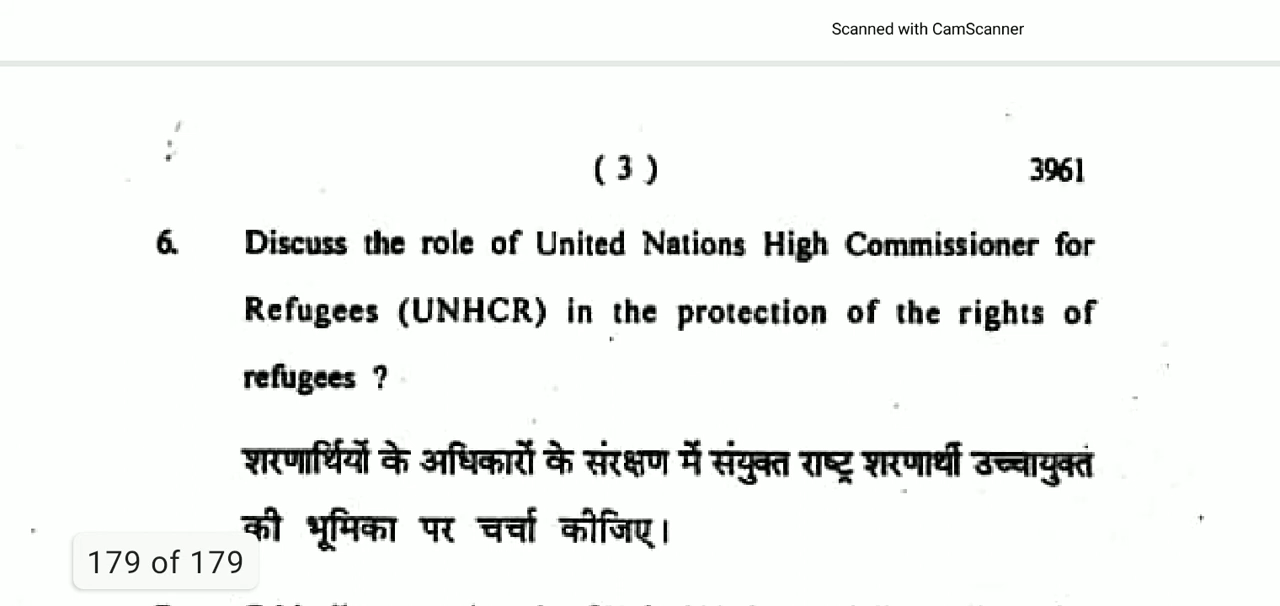 Scanned with CamScanner
( 3 ) 3961
6. Discuss the role of United Nations High Commissioner for
Refugees (UNHCR) in the protection of the rights of
refugees ?
शरणार्थियों के अधिकारों के संरक्षण में संयुक्त राष्ट्र शरणार्थी उच्चायुक्त
की भूमिका पर चर्चा कीजिए।
179 of 179